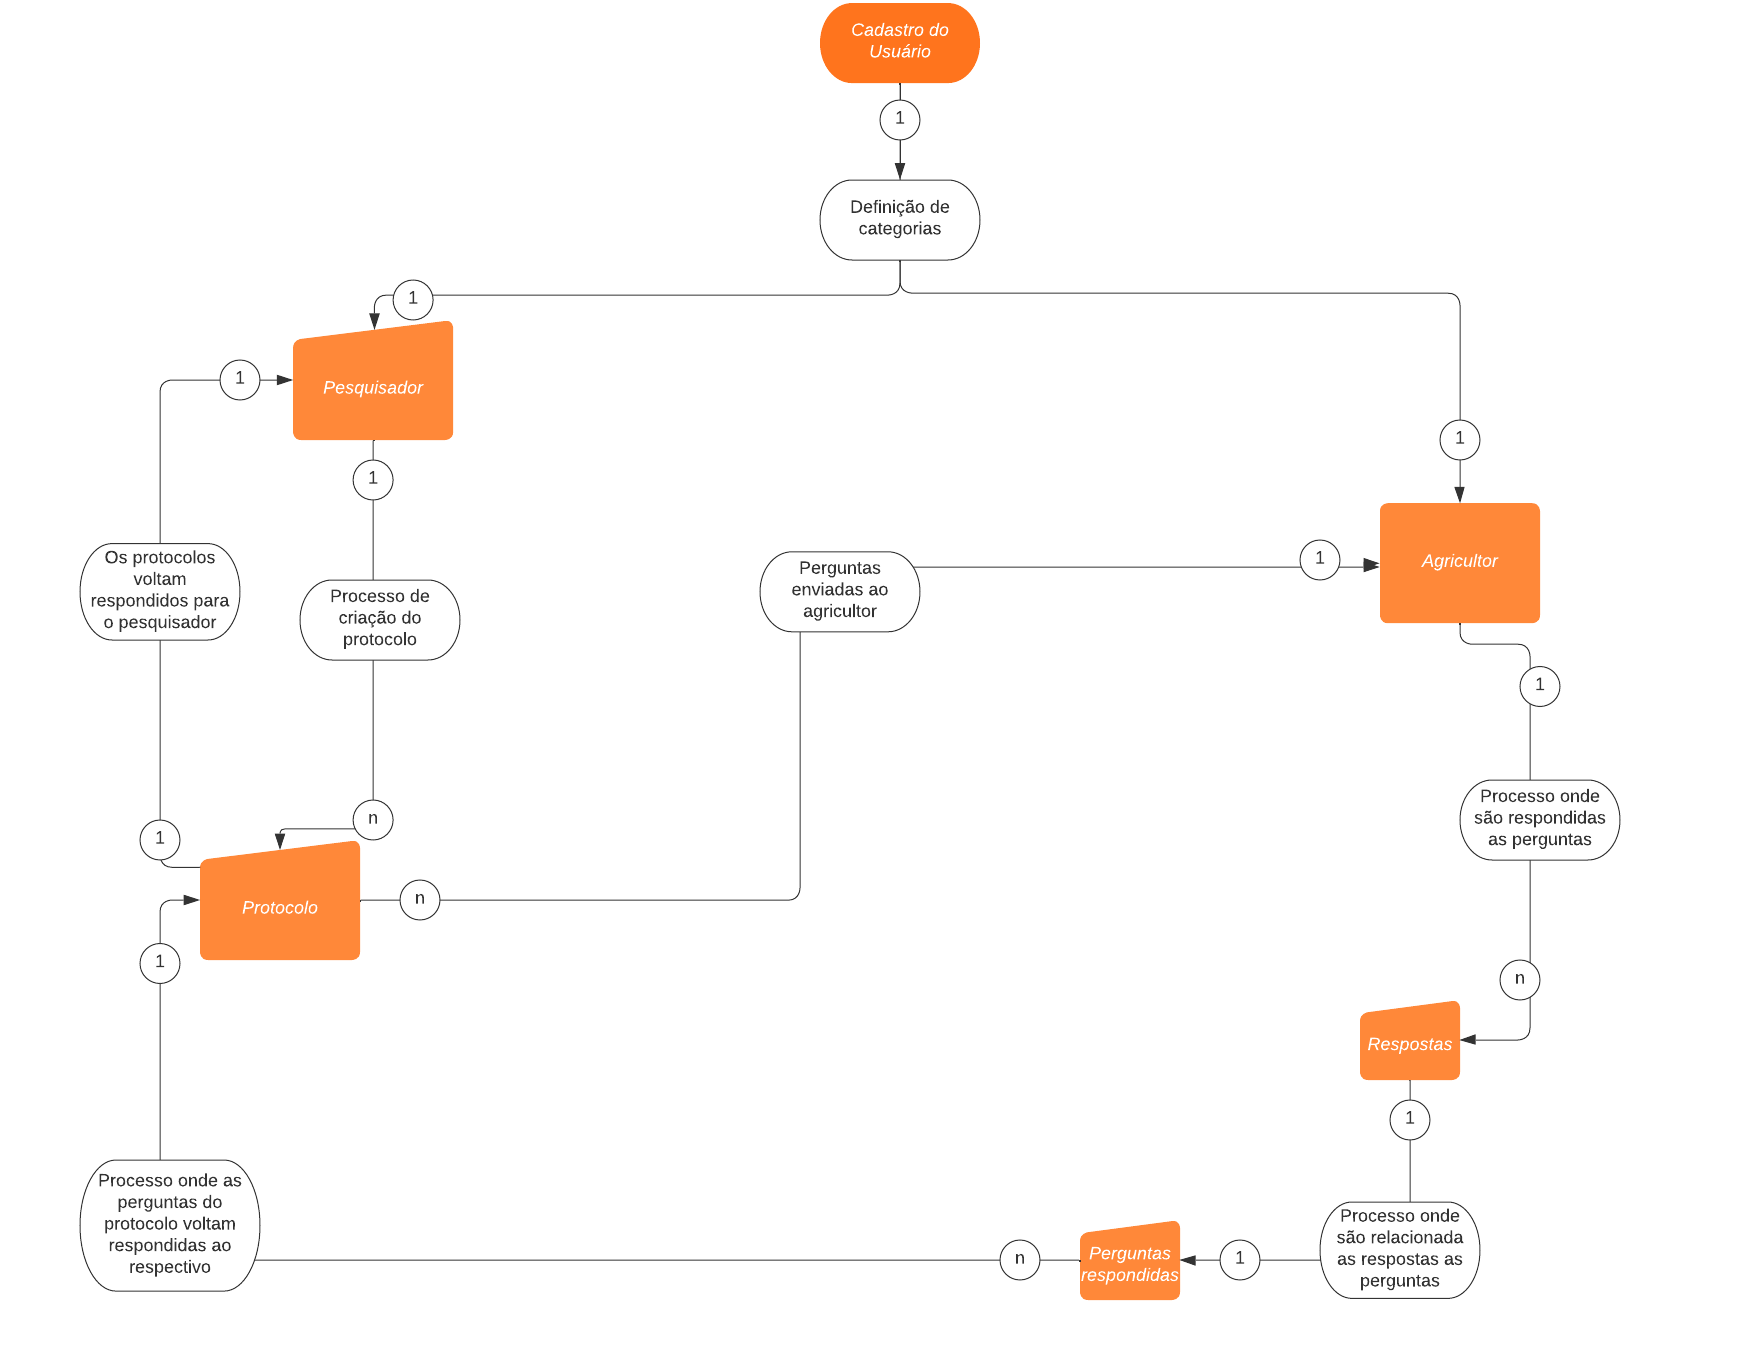 Cadastro do
Usuário
1
Definição de
categorias
1
1
Pesquisador
1
1
1
Agricultor
Os protocolos
voltam
respondidos para
o pesquisador
Processo de
criação do
protocolo
Perguntas
enviadas ao
agricultor
1
1
n
1
Protocolo
n
Processo onde
são respondidas
as perguntas
1
n
Respostas
1
Processo onde as
perguntas do
protocolo voltam
respondidas ao
respectivo
n
Perguntas
respondidas
1
Processo onde
são relacionada
as respostas as
perguntas